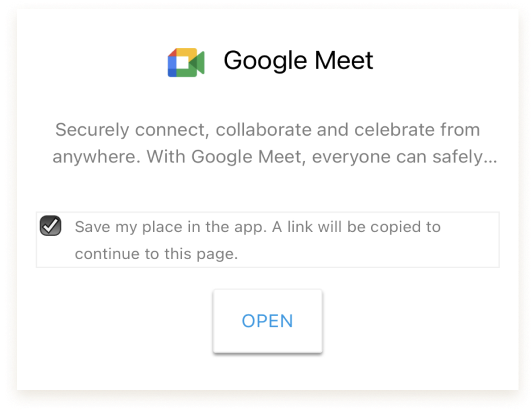 Google Meet
Securely connect, collaborate and celebrate from
anywhere. With Google Meet, everyone can safely...
Save my place in the app. A link will be copied to
continue to this page.
OPEN